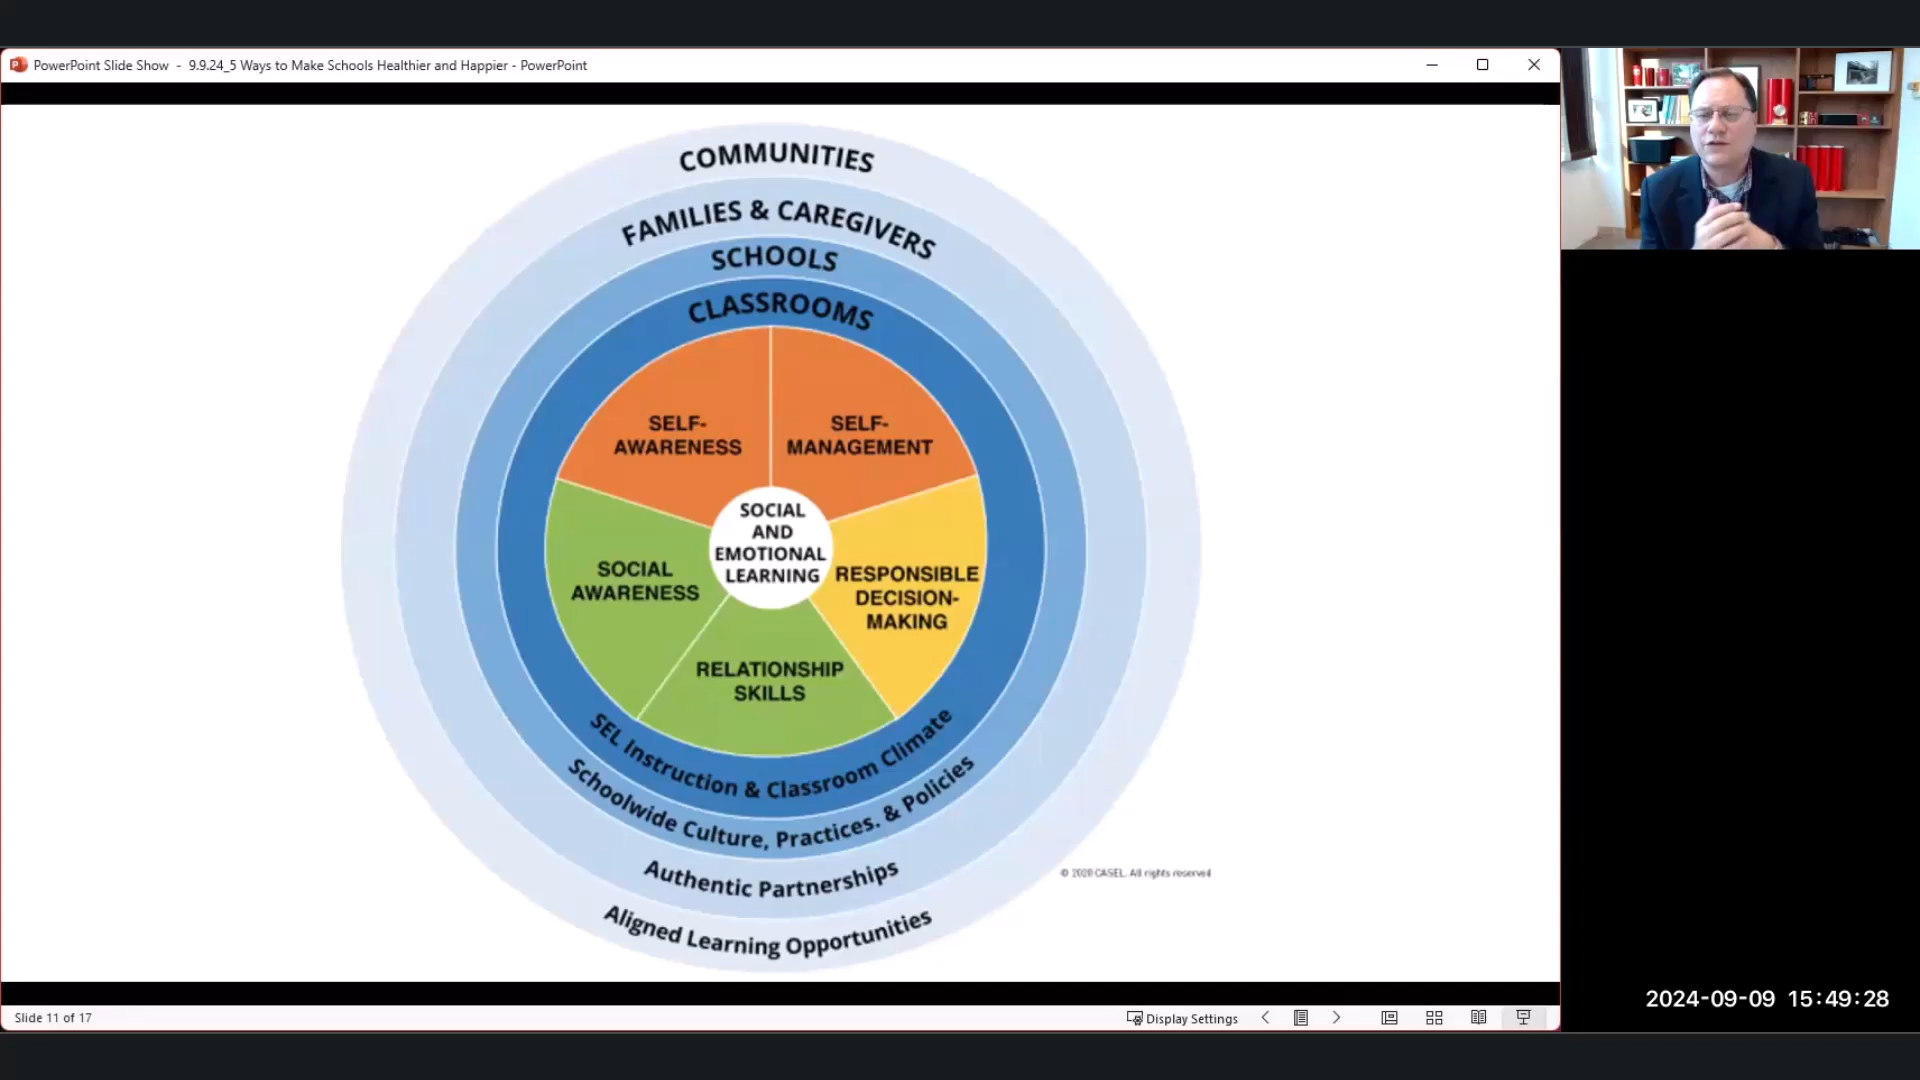 PowerPoint Slide Show - 9.9.24_5 Ways to Make Schools Healthier and Happier - PowerPoint
COMMUNITIES
FAMILIES & CAREGIVERS
SCHOOLS
CLASSROOMS
SELF-
AWARENESS
SELF-
MANAGEMENT
SOCIAL
AND
EMOTIONAL
LEARNING
SOCIAL
AWARENESS
RESPONSIBLE
DECISION-
MAKING
RELATIONSHIP
SKILLS
SEL Instruction & Classroom Climate
Schoolwide Culture, Practices. & Policies
Authentic Partnerships
Aligned Learning Opportunities
© 2020 CASEL. All rights reserved
2024-09-09 15:49:28
Slide 11 of 17
Display Settings